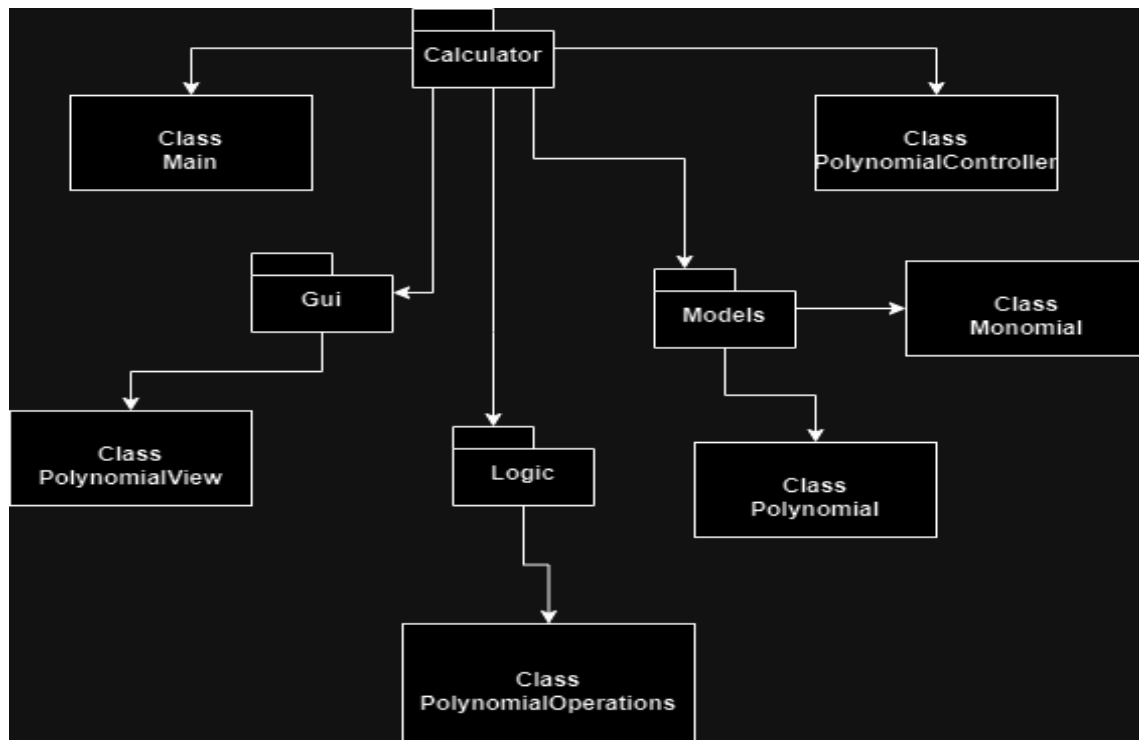 Calculator
Class
Main
Class
PolynomialController
Gui
Models
Class
Monomial
Class
PolynomialView
Logic
Class
Polynomial
Class
PolynomialOperations